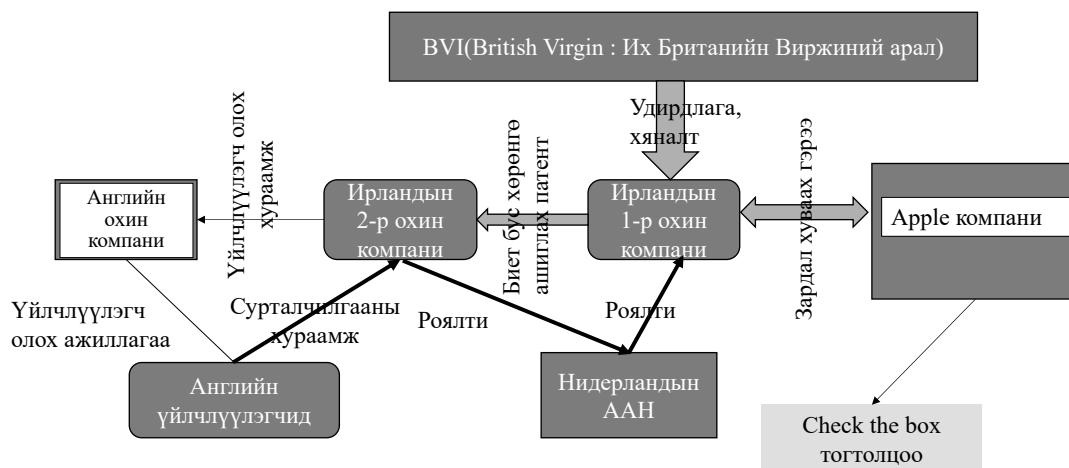 BVI(British Virgin : Их Британийн Виржиний арал)
Удирдлага,
хяналт
Үйлчлүүлэгч олох
хураамж
Биет бус хөрөнгө
ашиглах патент
Зардал хуваах гэрээ
Английн
охин
компани
Ирландын
2-р охин
компани
Ирландын
1-р охин
компани
Apple компани
Үйлчлүүлэгч
олох ажиллагаа
Сурталчилгааны
хураамж
Роялти
Роялти
Английн
үйлчлүүлэгчид
Нидерландын
ААН
Check the box
тогтолцоо